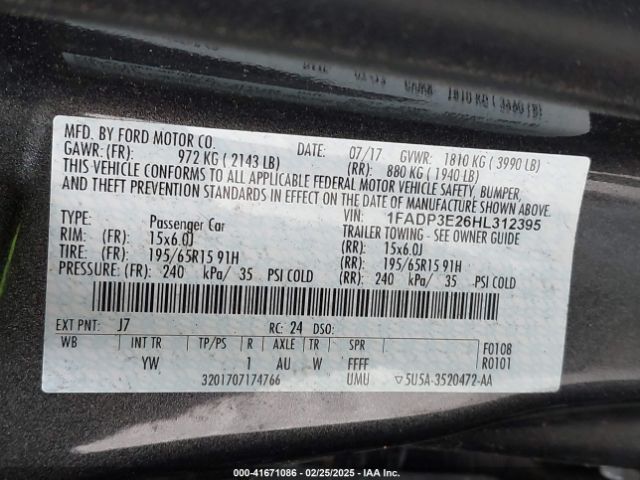 1810 KG ( 3990 LB)
MFD. BY FORD MOTOR CO. DATE: 07/17 GVWR: 1810 KG ( 3990 LB)
GAWR: (FR): 972 KG ( 2143 LB) (RR): 880 KG ( 1940 LB)
THIS VEHICLE CONFORMS TO ALL APPLICABLE FEDERAL MOTOR VEHICLE SAFETY, BUMPER,
AND THEFT PREVENTION STANDARDS IN EFFECT ON THE DATE OF MANUFACTURE SHOWN ABOVE.
VIN: 1FADP3E26HL312395
TYPE: Passenger Car TRAILER TOWING - SEE OWNER GUIDE
RIM: (FR): 15x6.0J (RR): 15x6.0J
TIRE: (FR): 195/65R15 91H (RR): 195/65R15 91H
PRESSURE: (FR): 240 kPa/ 35 PSI COLD (RR): 240 kPa/ 35 PSI COLD
EXT PNT: J7 RC: 24 DSO:
WB INT TR TP/PS R AXLE TR SPR F0108
YW 1 AU W FFFF R0101
3201707174766 UMU ▽5U5A-3520472-AA
000-41671086 - 02/25/2025 - IAA Inc.